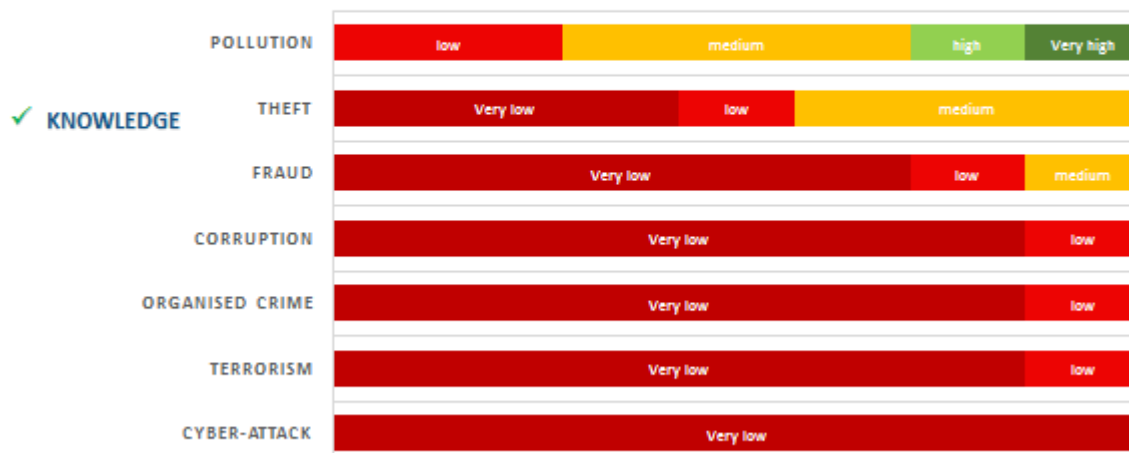 POLLUTION low medium high Very high
✓ KNOWLEDGE
THEFT Very low low medium
FRAUD Very low low medium
CORRUPTION Very low low
ORGANISED CRIME Very low low
TERRORISM Very low low
CYBER-ATTACK Very low